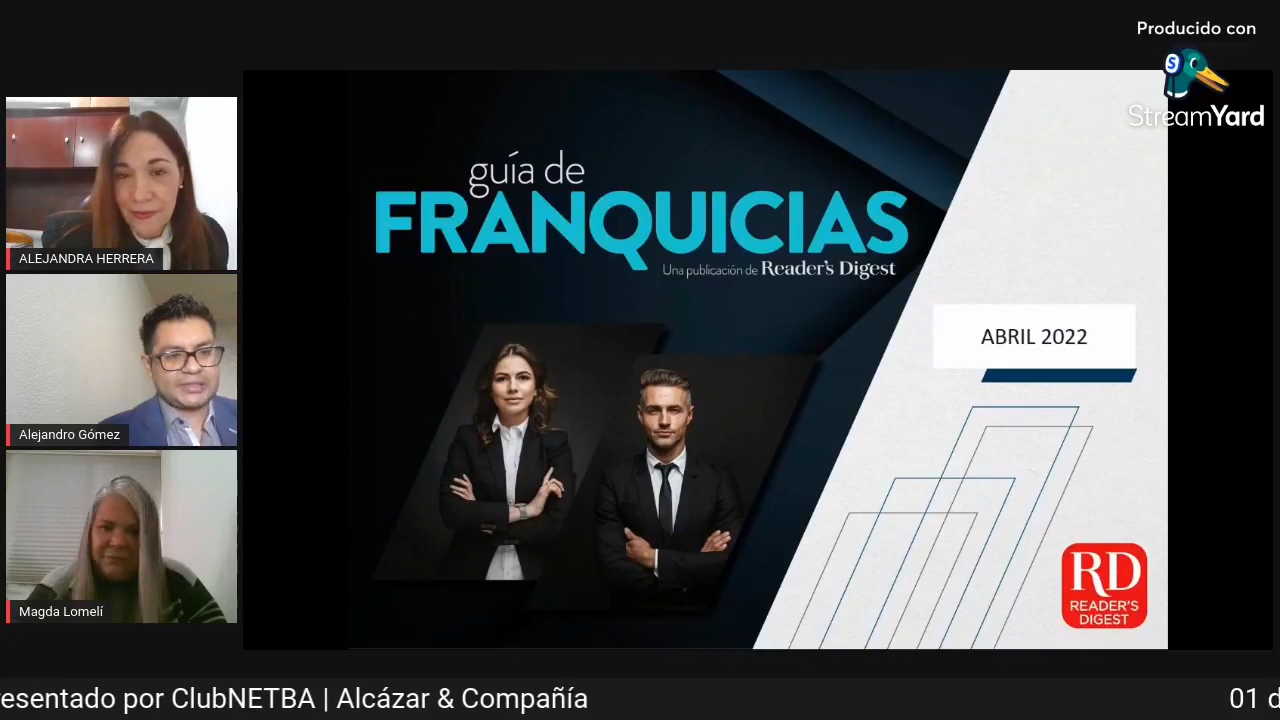 Producido con
StreamYard
S
ALEJANDRA HERRERA
Alejandro Gómez
Magda Lomelí
guía de
FRANQUICIAS
Una publicación de Reader's Digest
ABRIL 2022
RD
READER'S
DIGEST
resentado por ClubNETBA | Alcázar & Compañía
01 d